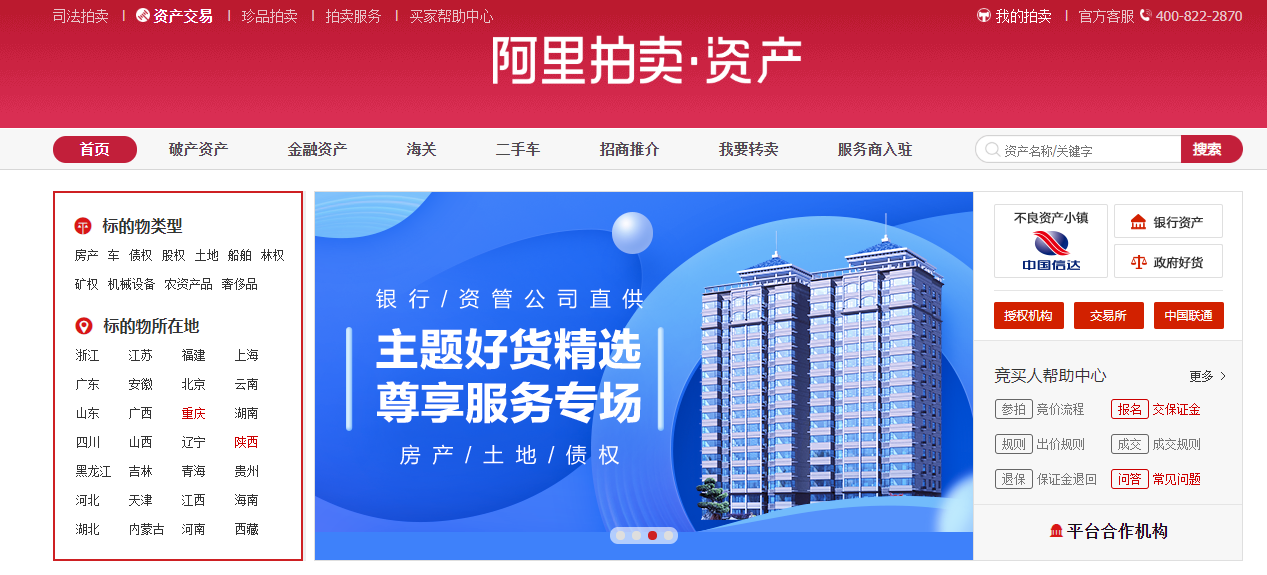 司法拍卖 | 资产交易 | 珍品拍卖 | 拍卖服务 | 买家帮助中心
我的拍卖 | 官方客服 400-822-2870
阿里拍卖·资产
首页 破产资产 金融资产 海关 二手车 招商推介 我要转卖 服务商入驻
资产名称/关键字 搜索
标的物类型
房产 车 债权 股权 土地 船舶 林权
矿权 机械设备 农资产品 奢侈品
标的物所在地
浙江 江苏 福建 上海
广东 安徽 北京 云南
山东 广西 重庆 湖南
四川 山西 辽宁 陕西
黑龙江 吉林 青海 贵州
河北 天津 江西 海南
湖北 内蒙古 河南 西藏
银行/资管公司直供
主题好货精选
尊享服务专场
房产/土地/债权
不良资产小镇
中国信达
银行资产
政府好货
授权机构 交易所 中国联通
竞买人帮助中心 更多
参拍 竞价流程 报名 交保证金
规则 出价规则 成交 成交规则
退保 保证金退回 问答 常见问题
平台合作机构